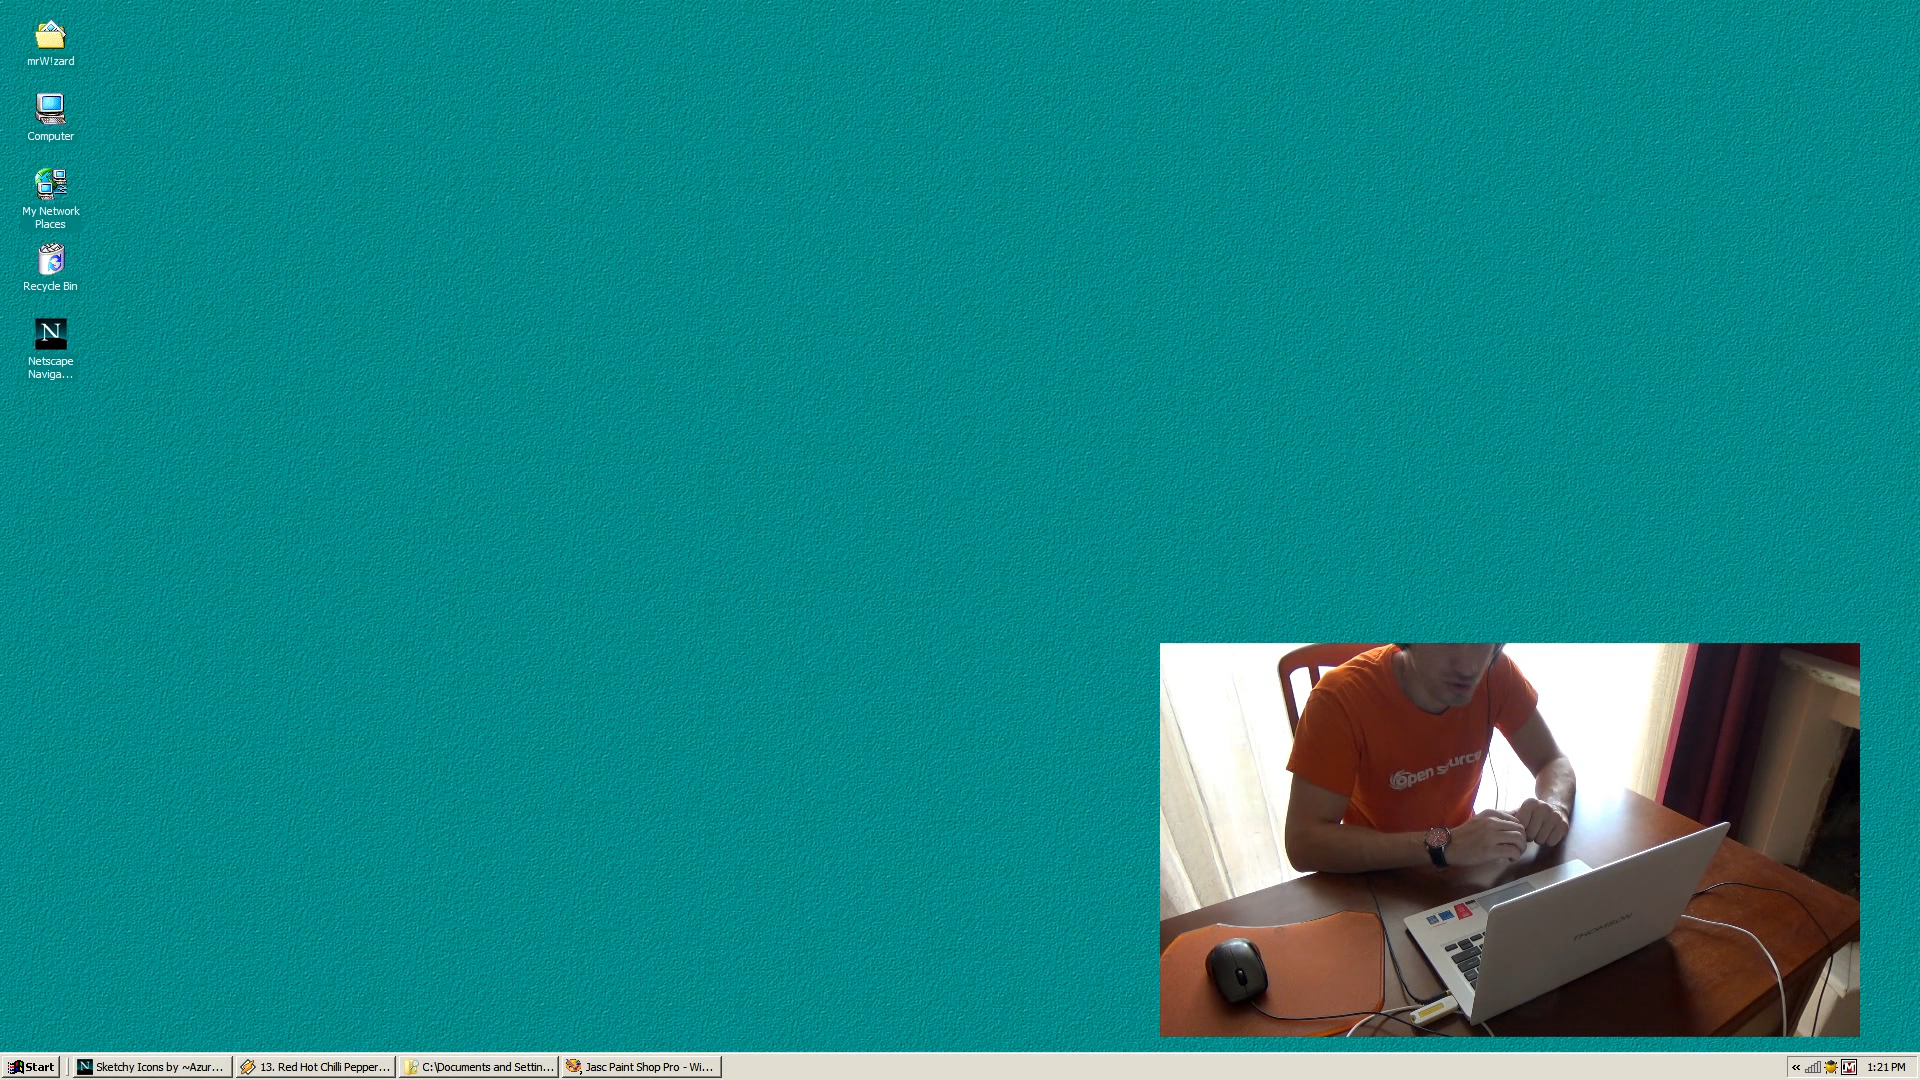 mrW!zard
Computer
My Network
Places
Recycle Bin
N
Netscape
Naviga...
open source
THOMSON
Start
N
Sketchy Icons by ~Azur...
13. Red Hot Chilli Pepper...
C:\Documents and Settin...
Jasc Paint Shop Pro - Wi...
«
M
1:21 PM